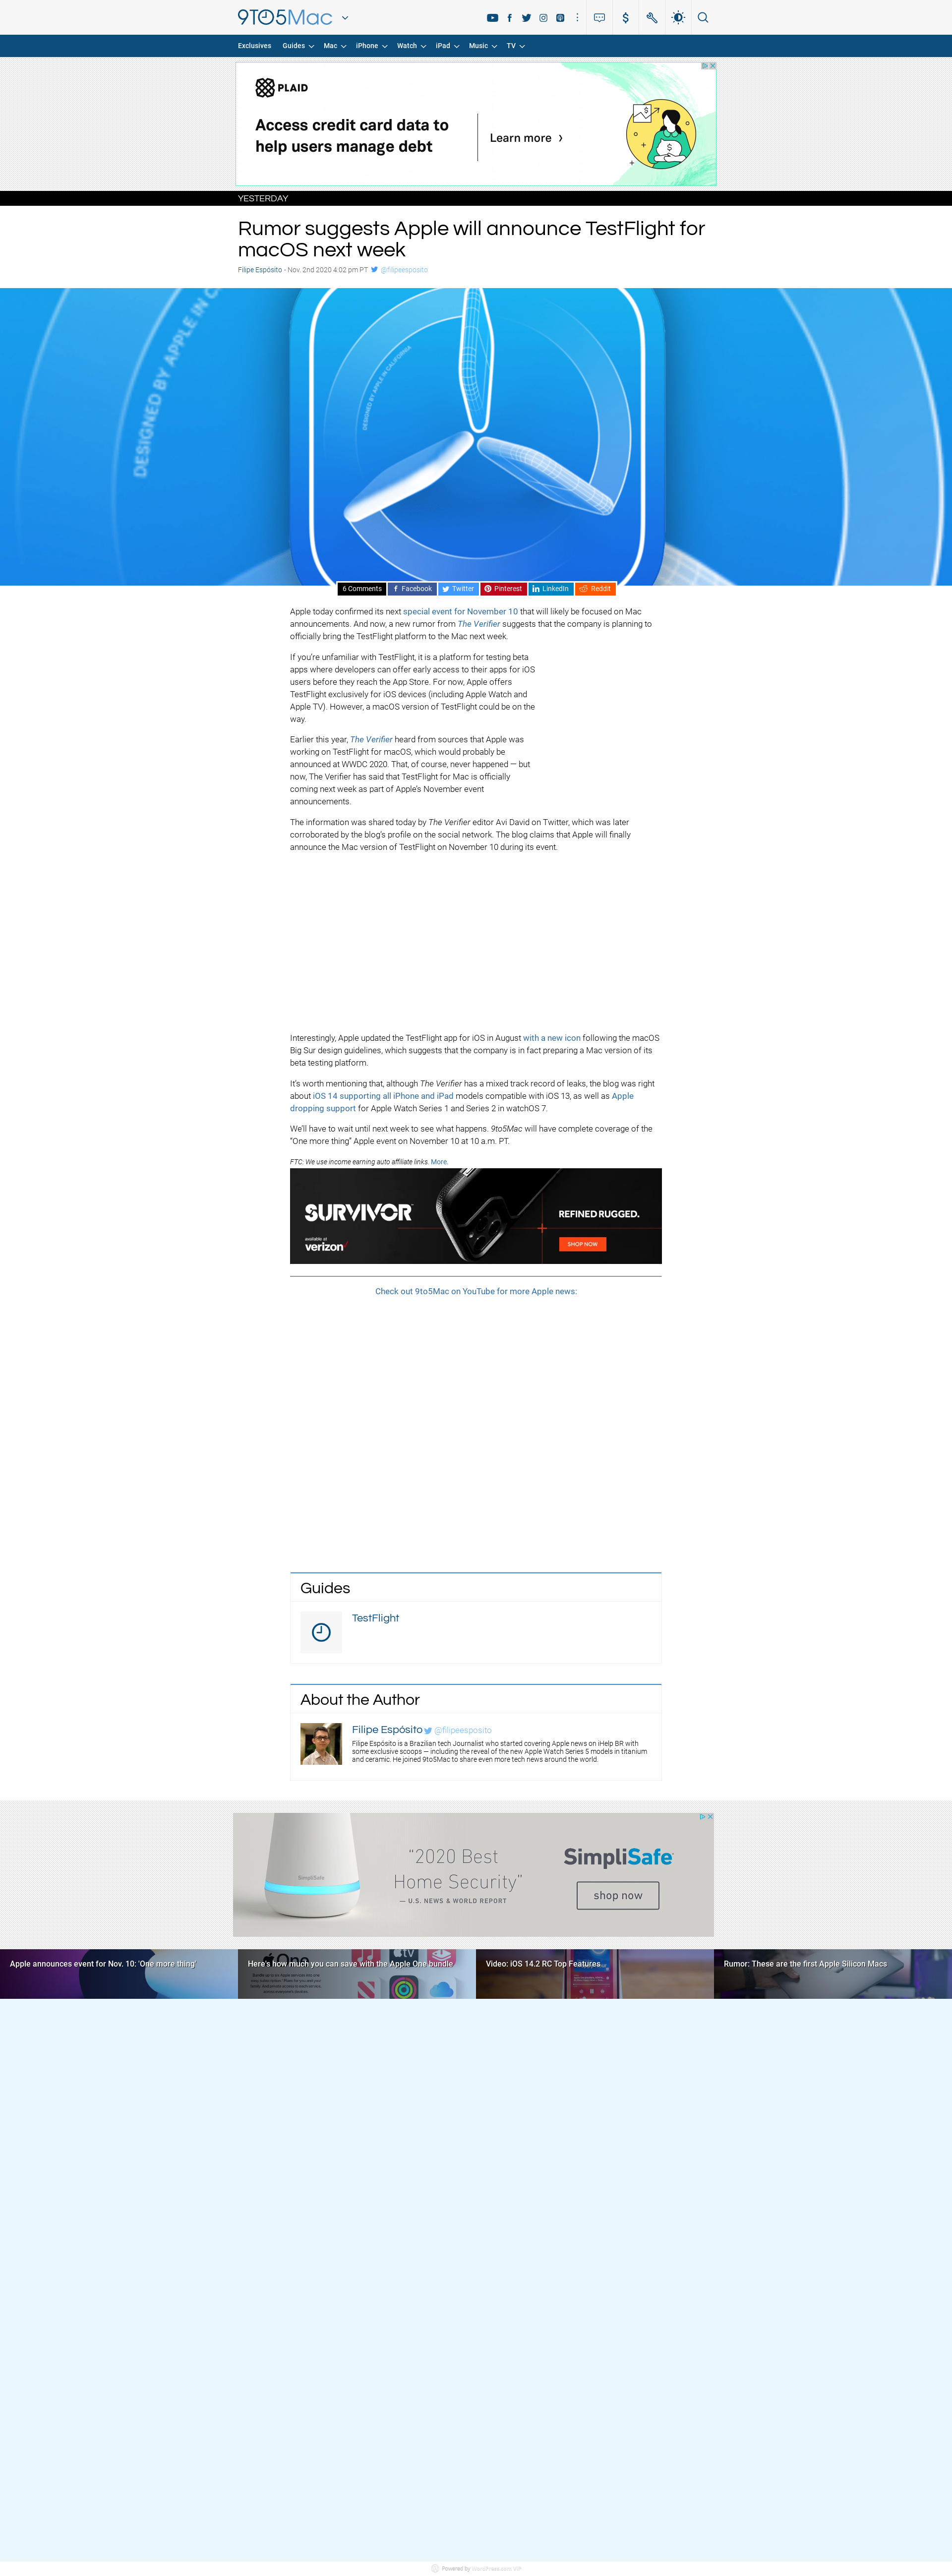 9TO5Mac
Exclusives Guides Mac iPhone Watch iPad Music TV
PLAID
Access credit card data to
help users manage debt
Learn more
YESTERDAY
Rumor suggests Apple will announce TestFlight for
macOS next week
Filipe Espósito - Nov. 2nd 2020 4:02 pm PT @filipeesposito
DESIGNED BY APPLE IN C
DESIGNED BY APPLE IN CALIFORNIA
6 Comments Facebook Twitter Pinterest LinkedIn Reddit
Apple today confirmed its next special event for November 10 that will likely be focused on Mac
announcements. And now, a new rumor from The Verifier suggests that the company is planning to
officially bring the TestFlight platform to the Mac next week.
If you’re unfamiliar with TestFlight, it is a platform for testing beta
apps where developers can offer early access to their apps for iOS
users before they reach the App Store. For now, Apple offers
TestFlight exclusively for iOS devices (including Apple Watch and
Apple TV). However, a macOS version of TestFlight could be on the
way.
Earlier this year, The Verifier heard from sources that Apple was
working on TestFlight for macOS, which would probably be
announced at WWDC 2020. That, of course, never happened — but
now, The Verifier has said that TestFlight for Mac is officially
coming next week as part of Apple’s November event
announcements.
The information was shared today by The Verifier editor Avi David on Twitter, which was later
corroborated by the blog’s profile on the social network. The blog claims that Apple will finally
announce the Mac version of TestFlight on November 10 during its event.
Interestingly, Apple updated the TestFlight app for iOS in August with a new icon following the macOS
Big Sur design guidelines, which suggests that the company is in fact preparing a Mac version of its
beta testing platform.
It’s worth mentioning that, although The Verifier has a mixed track record of leaks, the blog was right
about iOS 14 supporting all iPhone and iPad models compatible with iOS 13, as well as Apple
dropping support for Apple Watch Series 1 and Series 2 in watchOS 7.
We’ll have to wait until next week to see what happens. 9to5Mac will have complete coverage of the
“One more thing” Apple event on November 10 at 10 a.m. PT.
FTC: We use income earning auto affiliate links. More.
SURVIVOR
available at
verizon
REFINED RUGGED.
SHOP NOW
Check out 9to5Mac on YouTube for more Apple news:
Guides
TestFlight
About the Author
Filipe Espósito @filipeesposito
Filipe Espósito is a Brazilian tech Journalist who started covering Apple news on iHelp BR with
some exclusive scoops — including the reveal of the new Apple Watch Series 5 models in titanium
and ceramic. He joined 9to5Mac to share even more tech news around the world.
SimpliSafe
“2020 Best
Home Security”
— U.S. NEWS & WORLD REPORT
SimpliSafe
shop now
Apple announces event for Nov. 10: 'One more thing'
Here's how much you can save with the Apple One bundle
Video: iOS 14.2 RC Top Features
Rumor: These are the first Apple Silicon Macs
Powered by WordPress.com VIP